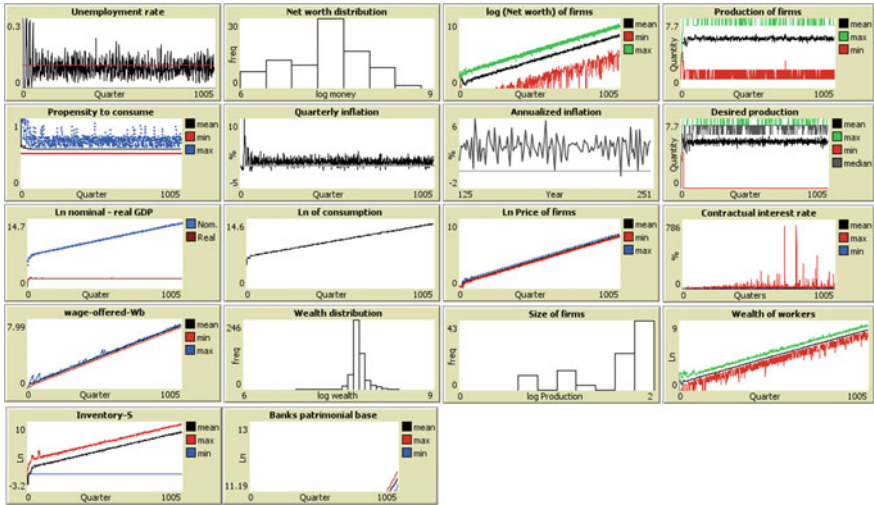 Unemployment rate
0.3
0
0 Quarter 1005
Net worth distribution
30
freq
0
6 log money 9
log (Net worth) of firms
10
0
0 Quarter 1005
mean
min
max
Production of firms
7.7
Quantity
0
0 Quarter 1005
mean
max
min
Propensity to consume
1
0
0 Quarter 1005
mean
min
max
Quarterly inflation
10
%
-5
0 Quarter 1005
Annualized inflation
6
%
-2
125 Year 251
Desired production
7.7
Quantity
0
0 Quarter 1005
mean
max
min
median
Ln nominal - real GDP
14.7
0
0 Quarter 1005
Nom.
Real
Ln of consumption
14.6
0
0 Quarter 1005
Ln Price of firms
10
0
0 Quarter 1005
mean
min
max
Contractual interest rate
786
%
0
0 Quaters 1005
mean
max
min
wage-offered-Wb
7.99
0
0 Quarter 1005
mean
min
max
Wealth distribution
246
freq
0
6 log wealth 9
Size of firms
43
freq
0
0 log Production 2
Wealth of workers
9
Ln
0
0 Quarter 1005
mean
max
min
Inventory-S
10
Ln
-3.2
0 Quarter 1005
mean
max
min
Banks patrimonial base
13
Ln
11.19
0 Quarter 1005
mean
max
min